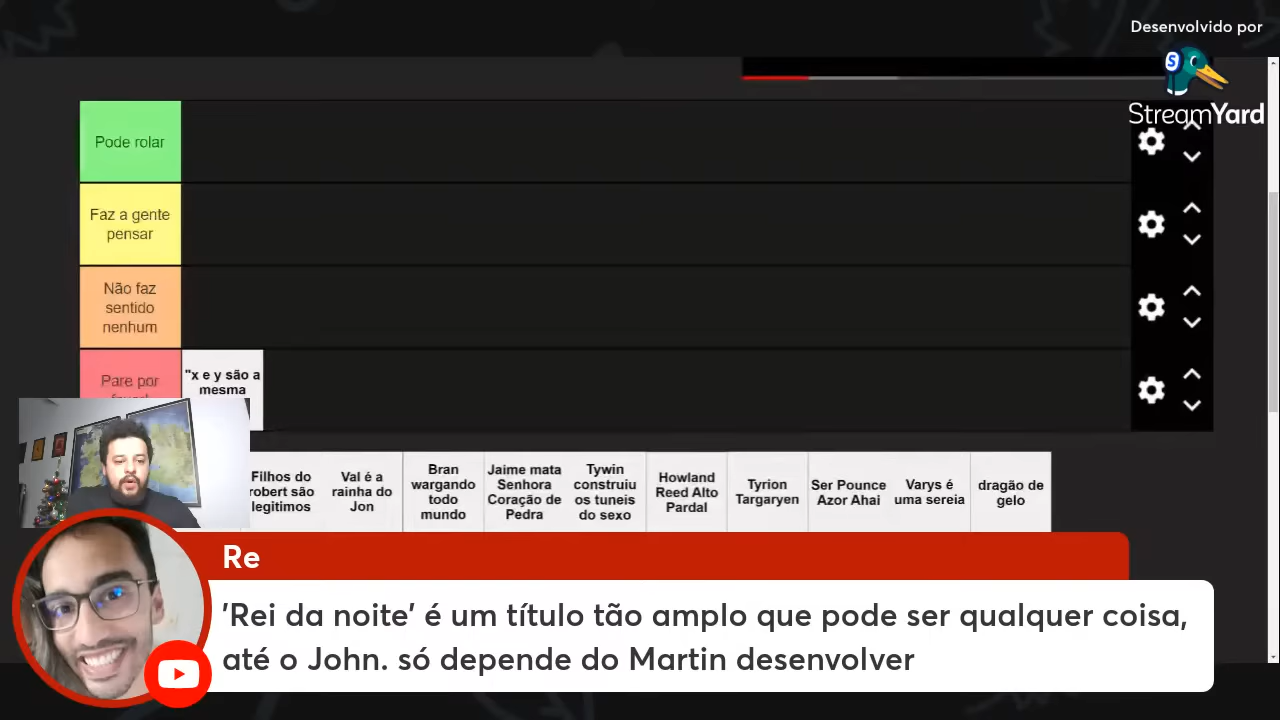 Desenvolvido por
StreamYard
Pode rolar
Faz a gente
pensar
Não faz
sentido
nenhum
Pare por
"x e y são a
mesma
Filhos do
robert são
legitimos
Val é a
rainha do
Jon
Bran
wargando
todo
mundo
Jaime mata
Senhora
Coração de
Pedra
Tywin
construiu
os tuneis
do sexo
Howland
Reed Alto
Pardal
Tyrion
Targaryen
Ser Pounce
Azor Ahai
Varys é
uma sereia
dragão de
gelo
Re
'Rei da noite' é um título tão amplo que pode ser qualquer coisa,
até o John. só depende do Martin desenvolver